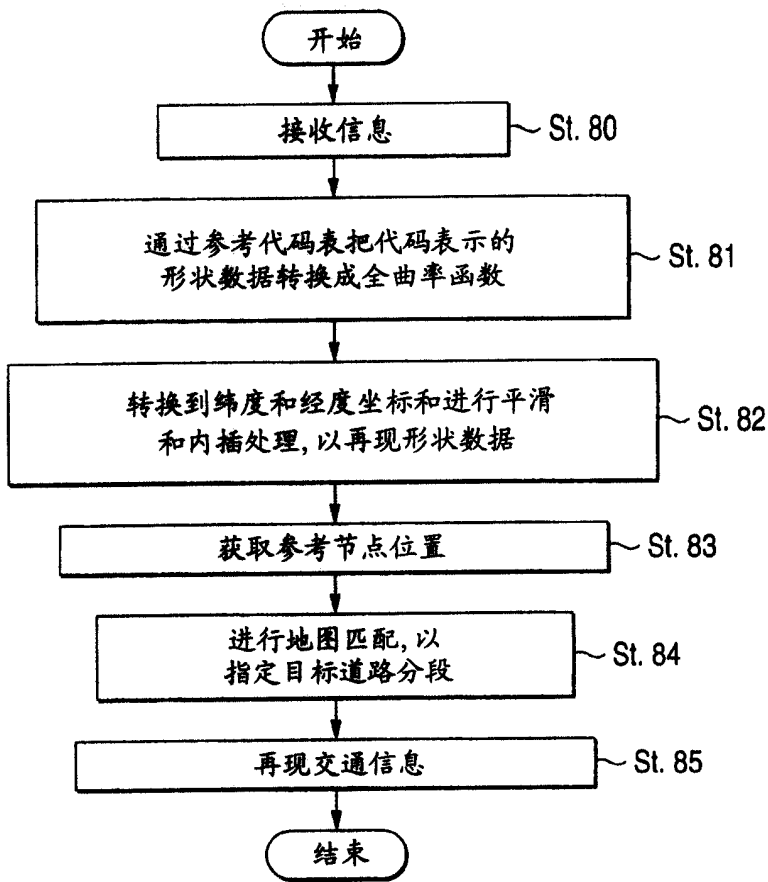 开始
接收信息
St. 80
通过参考代码表把代码表示的
形状数据转换成全曲率函数
St. 81
转换到纬度和经度坐标和进行平滑
和内插处理, 以再现形状数据
St. 82
获取参考节点位置
St. 83
进行地图匹配, 以
指定目标道路分段
St. 84
再现交通信息
St. 85
结束